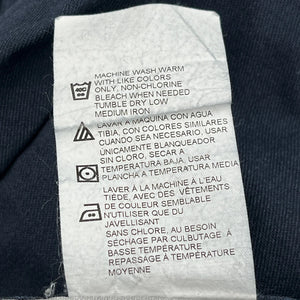 MACHINE WASH WARM
WITH LIKE COLORS
ONLY, NON-CHLORINE
BLEACH WHEN NEEDED
TUMBLE DRY LOW
MEDIUM IRON
LAVAR A MAQUINA CON AGUA
TIBIA, CON COLORES SIMILARES
CUANDO SEA NECESARIO, USAR
ÚNICAMENTE BLANQUEADOR
SIN CLORO, SECAR A
TEMPERATURA BAJA, USAR
PLANCHA A TEMPERATURA MEDIA
LAVER À LA MACHINE À L'EAU
TIÈDE, AVEC DES VÊTEMENTS
DE COULEUR SEMBLABLE
N'UTILISER QUE DU
JAVELLISANT
SANS CHLORE, AU BESOIN
SÉCHAGE PAR CULBUTAGE À
BASSE TEMPÉRATURE
REPASSAGE À TEMPÉRATURE
MOYENNE